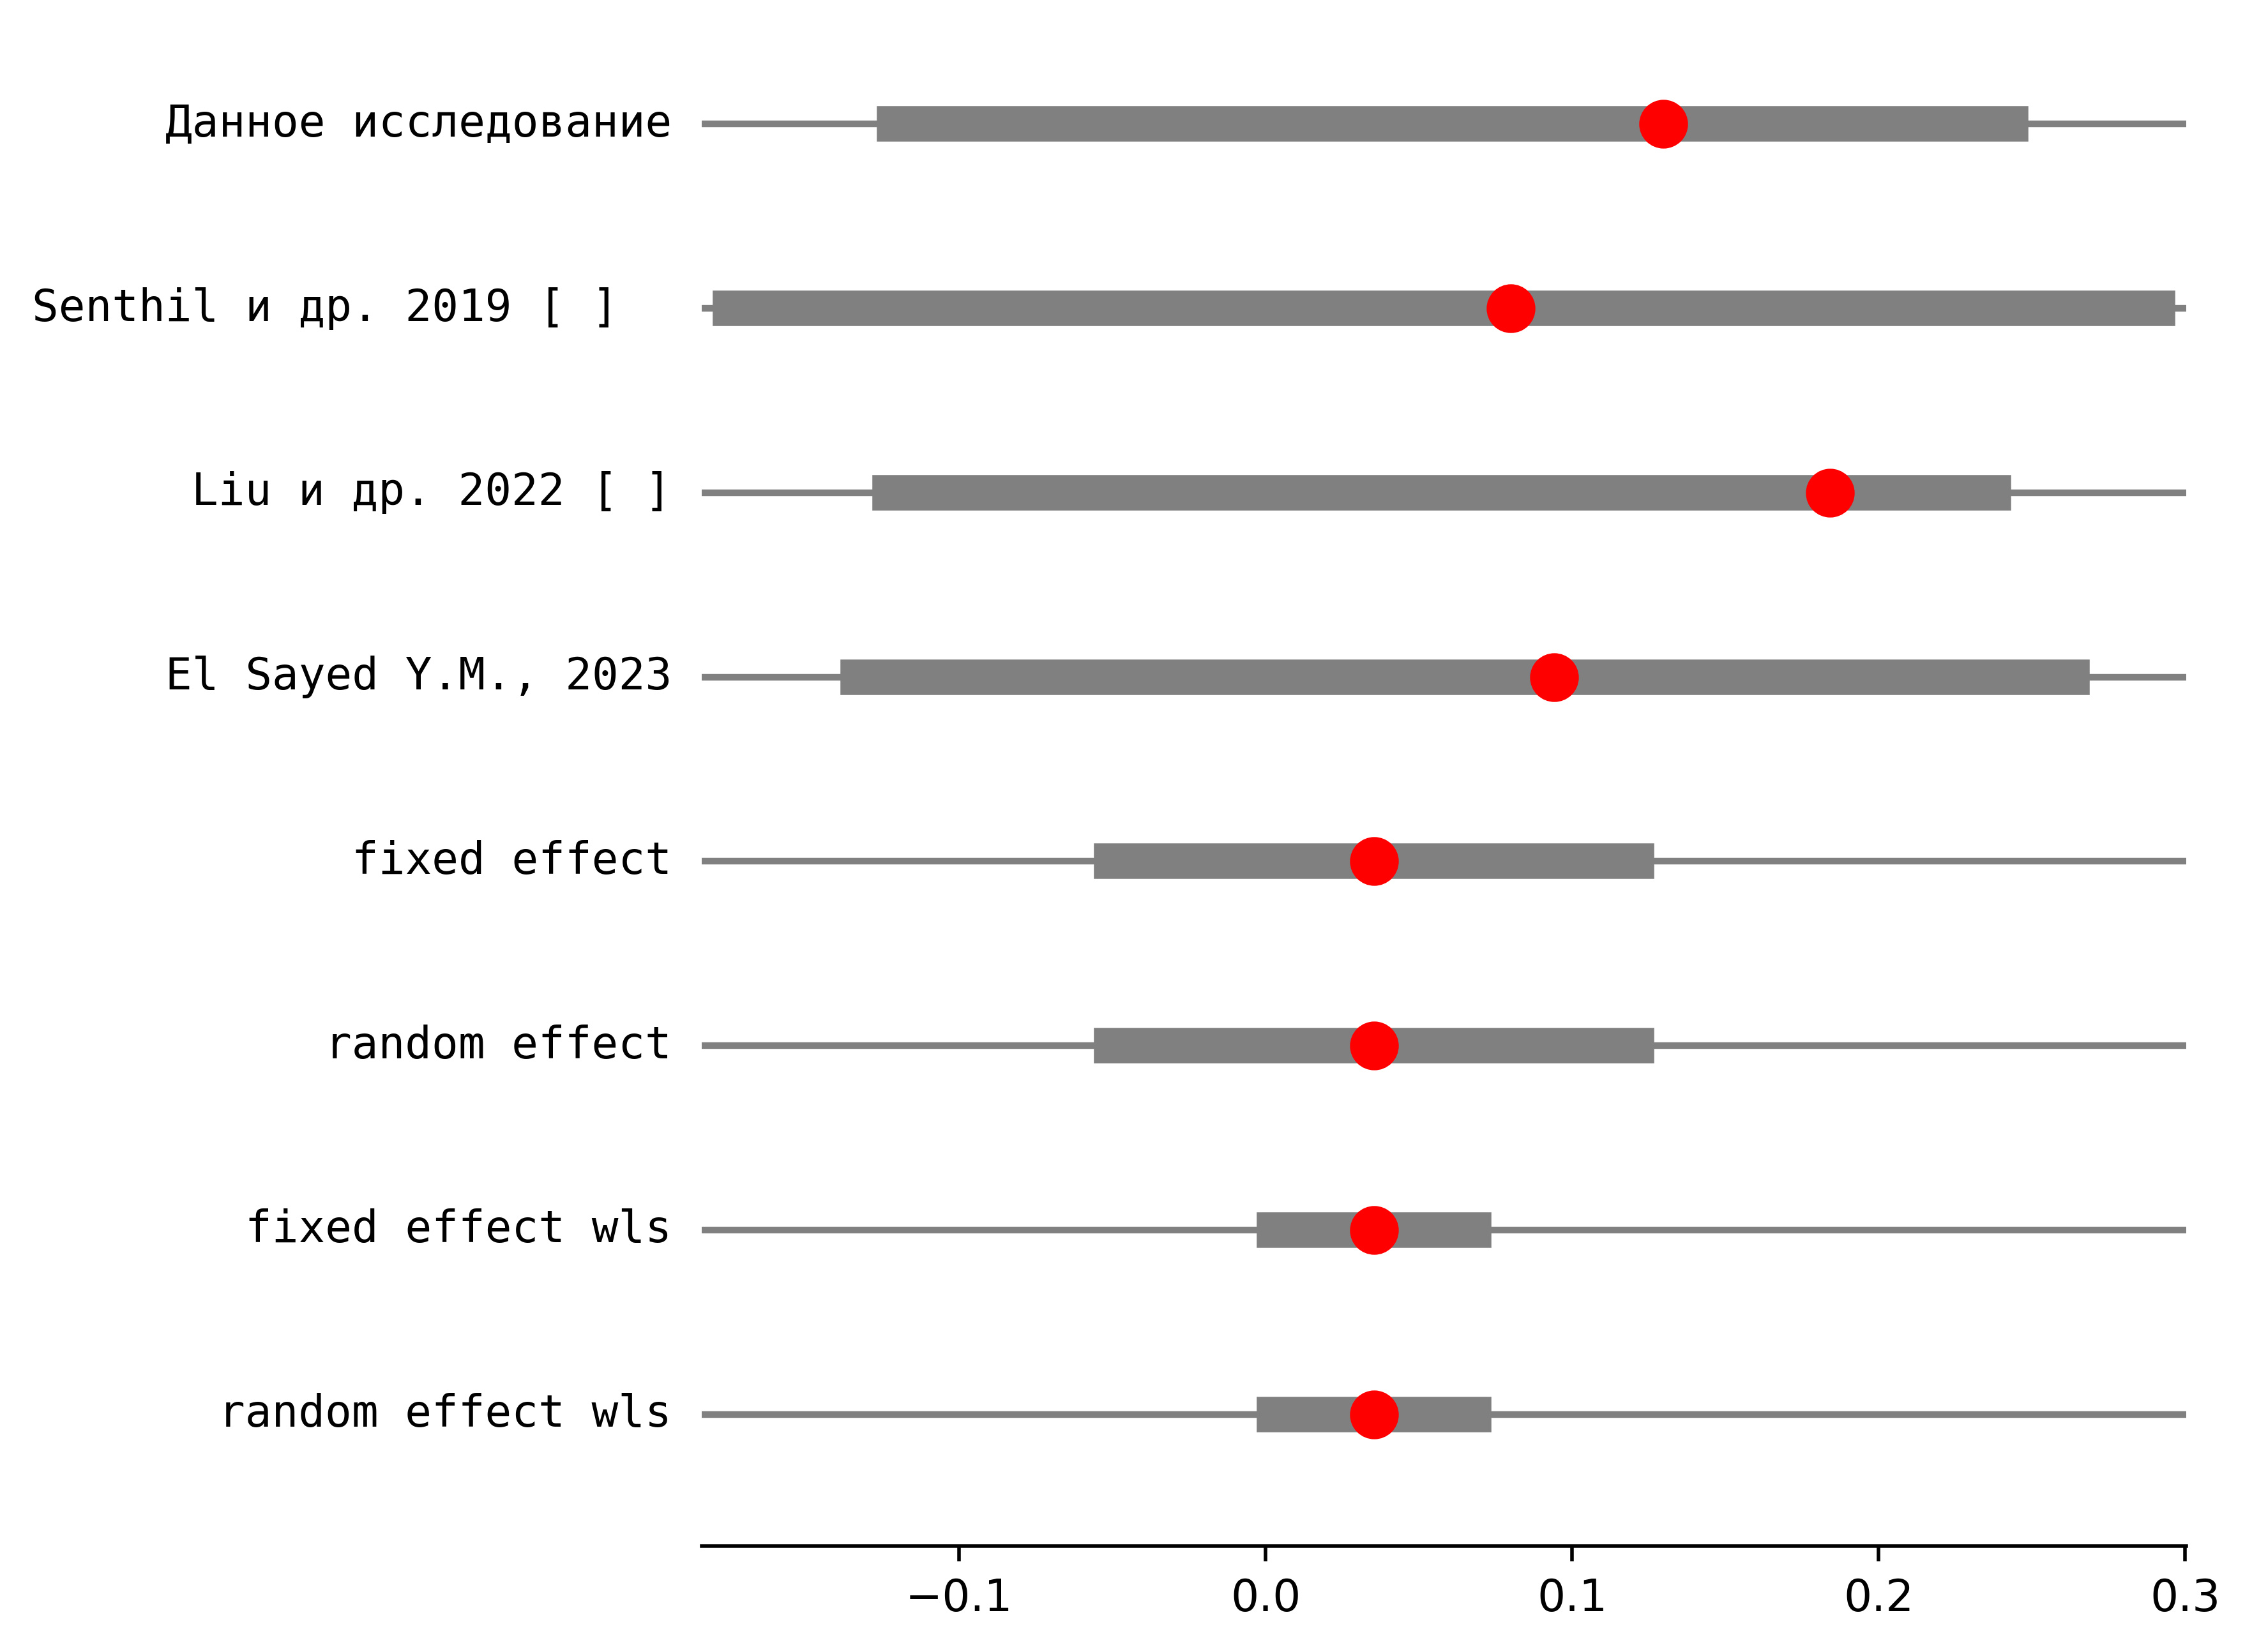 Данное исследование
Senthil и др. 2019 [ ]
Liu и др. 2022 [ ]
El Sayed Y.M., 2023
fixed effect
random effect
fixed effect wls
random effect wls
−0.1 0.0 0.1 0.2 0.3